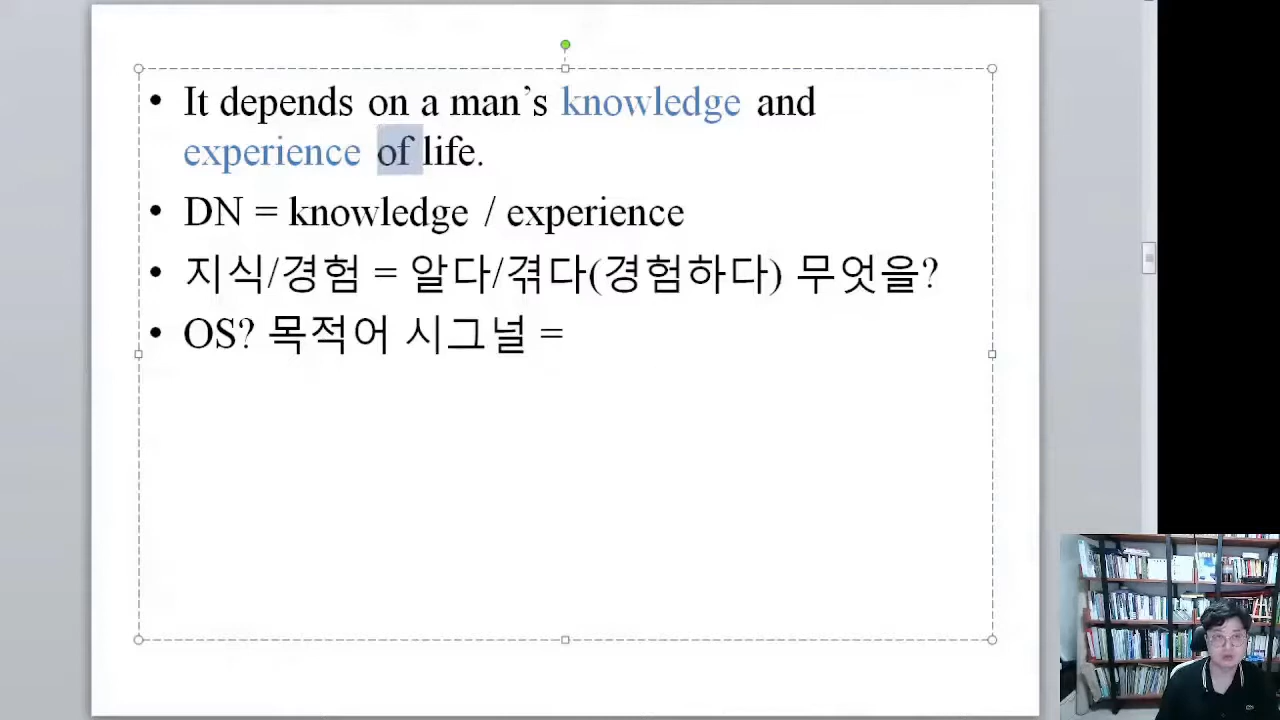 • It depends on a man’s knowledge and
experience of life.
• DN = knowledge / experience
• 지식/경험 = 알다/겪다(경험하다) 무엇을?
• OS? 목적어 시그널 =